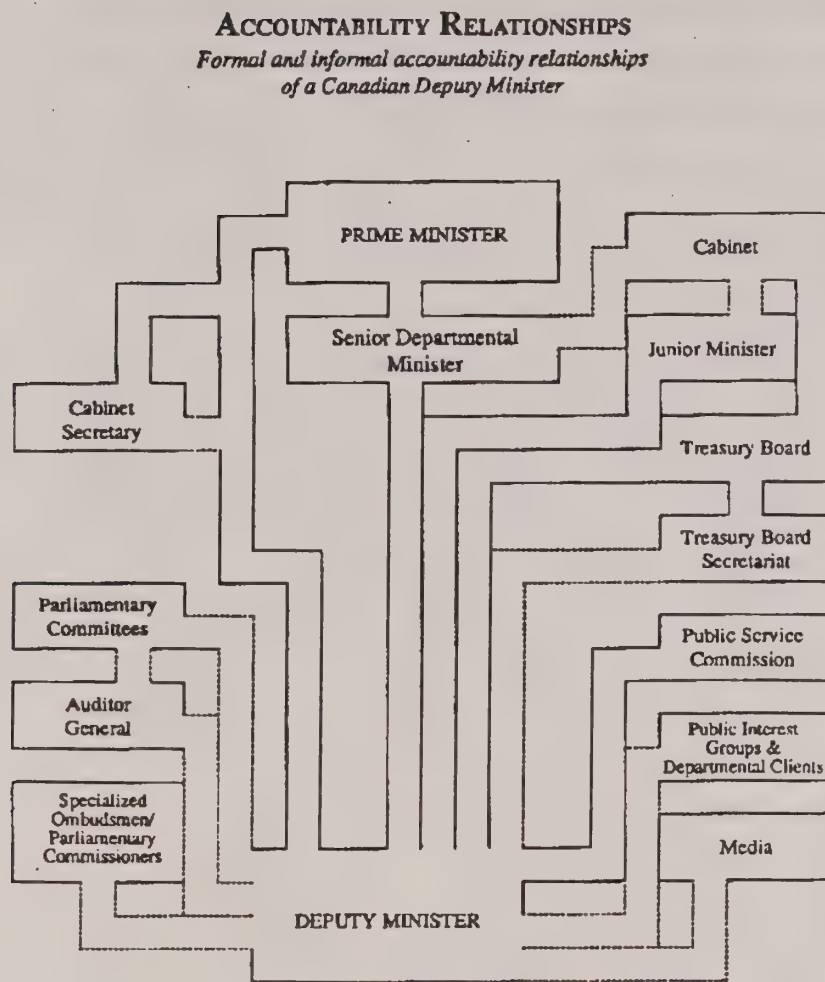 ACCOUNTABILITY RELATIONSHIPS
Formal and informal accountability relationships
of a Canadian Deputy Minister
PRIME MINISTER
Cabinet
Senior Departmental
Minister
Junior Minister
Cabinet
Secretary
Treasury Board
Treasury Board
Secretariat
Parliamentary
Committees
Public Service
Commission
Auditor
General
Public Interest
Groups &
Departmental Clients
Specialized
Ombudsmen/
Parliamentary
Commissioners
Media
DEPUTY MINISTER